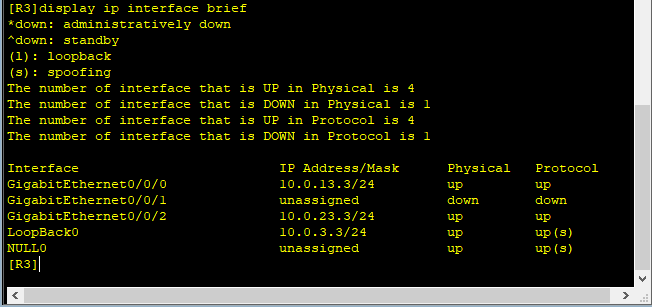 [R3]display ip interface brief
*down: administratively down
^down: standby
(l): loopback
(s): spoofing
The number of interface that is UP in Physical is 4
The number of interface that is DOWN in Physical is 1
The number of interface that is UP in Protocol is 4
The number of interface that is DOWN in Protocol is 1
Interface IP Address/Mask Physical Protocol
GigabitEthernet0/0/0 10.0.13.3/24 up up
GigabitEthernet0/0/1 unassigned down down
GigabitEthernet0/0/2 10.0.23.3/24 up up
LoopBack0 10.0.3.3/24 up up(s)
NULL0 unassigned up up(s)
[R3]